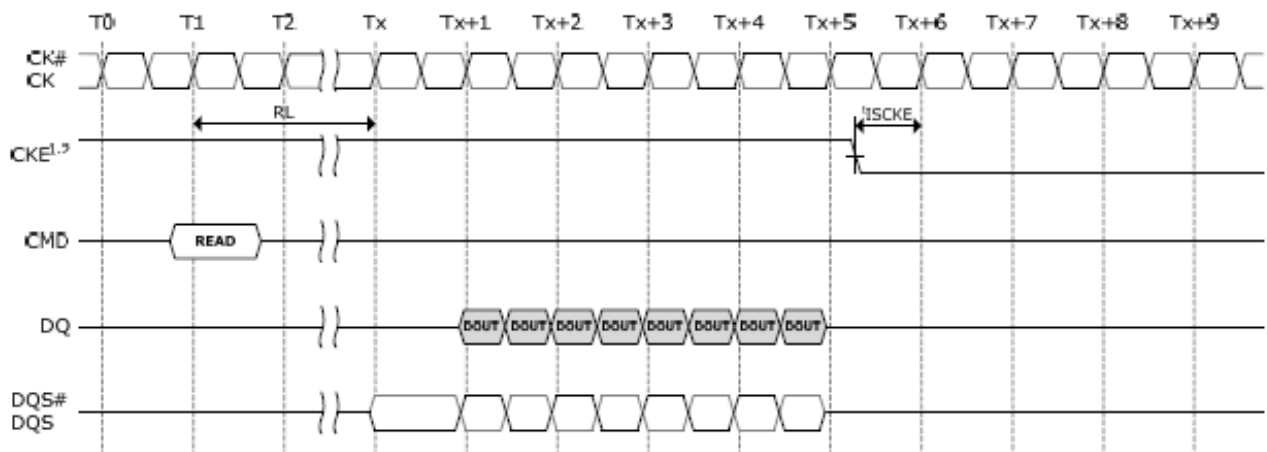 T0 T1 T2 Tx Tx+1 Tx+2 Tx+3 Tx+4 Tx+5 Tx+6 Tx+7 Tx+8 Tx+9
CK#
CK
RL tISCKE
CKE1,2
CMD READ
DQ DOUT DOUT DOUT DOUT DOUT DOUT DOUT DOUT
DQS#
DQS